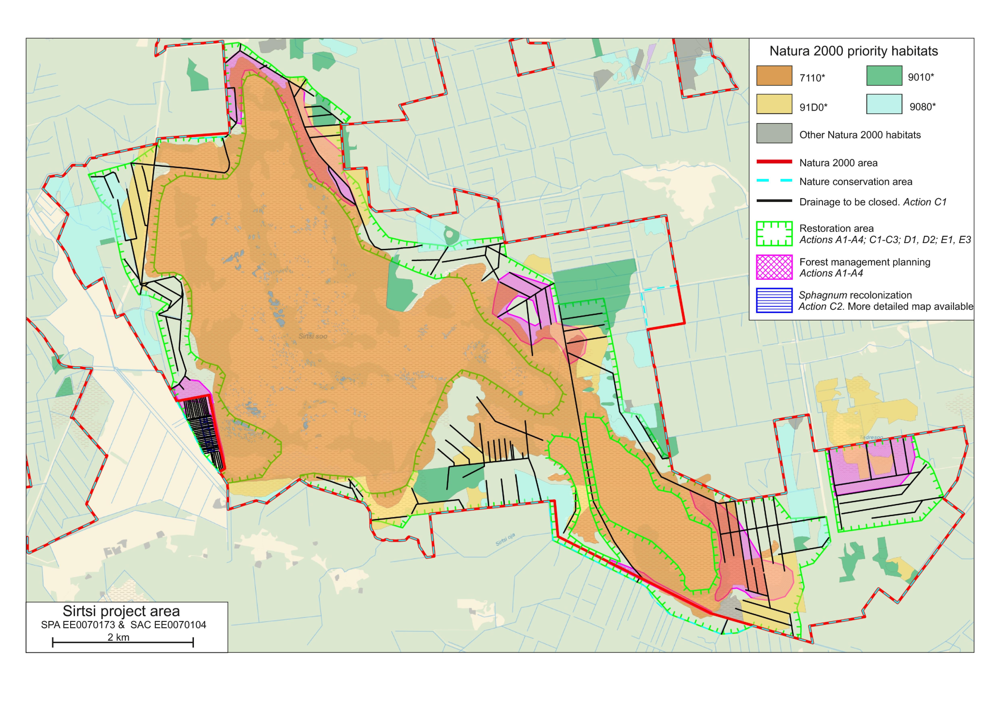 Natura 2000 priority habitats
7110*
9010*
91D0*
9080*
Other Natura 2000 habitats
Natura 2000 area
Nature conservation area
Drainage to be closed. Action C1
Restoration area
Actions A1-A4; C1-C3; D1, D2; E1, E3
Forest management planning
Actions A1-A4
Sphagnum recolonization
Action C2. More detailed map available
Sirtsi soo
Tädresoo
Sirtsi oja
Sirtsi project area
SPA EE0070173 & SAC EE0070104
2 km